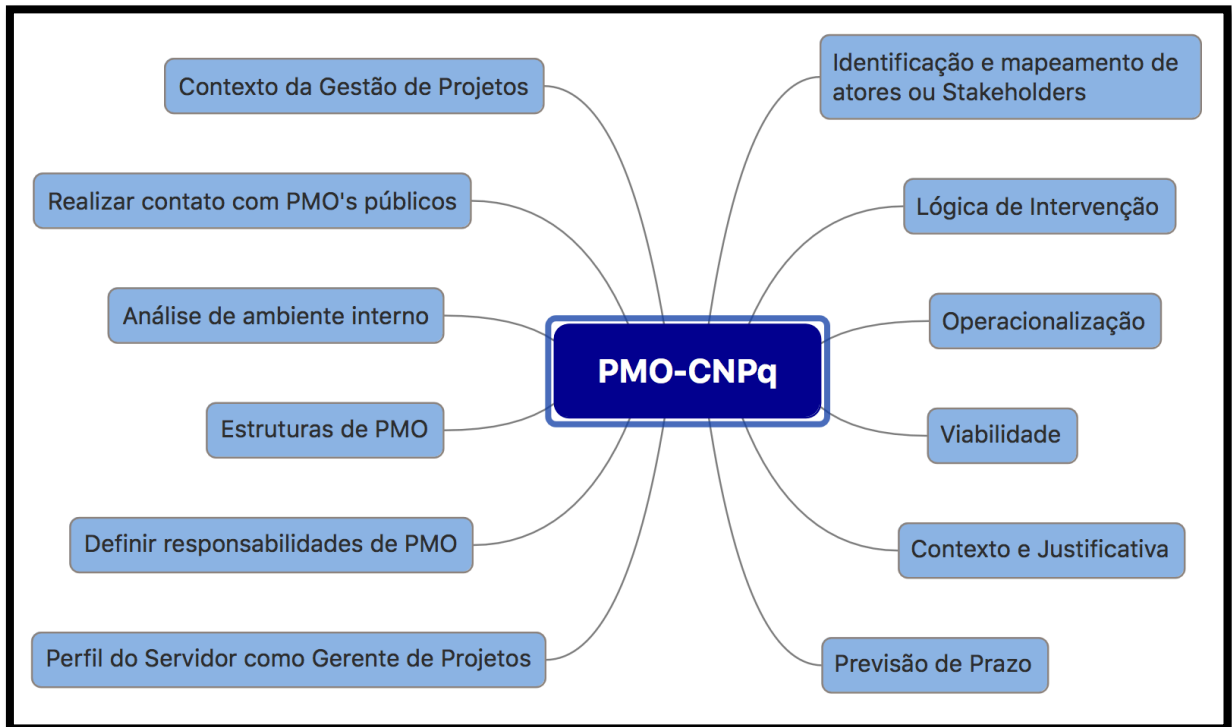 Contexto da Gestão de Projetos
Realizar contato com PMO's públicos
Análise de ambiente interno
Estruturas de PMO
Definir responsabilidades de PMO
Perfil do Servidor como Gerente de Projetos
PMO-CNPq
Identificação e mapeamento de
atores ou Stakeholders
Lógica de Intervenção
Operacionalização
Viabilidade
Contexto e Justificativa
Previsão de Prazo